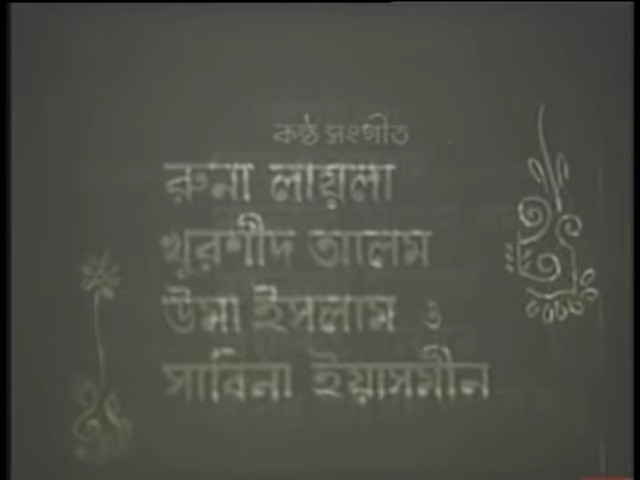 কণ্ঠ সংগীত
রুনা লায়লা
খুরশীদ আলম
উমা ইসলাম ও
সাবিনা ইয়াসমীন